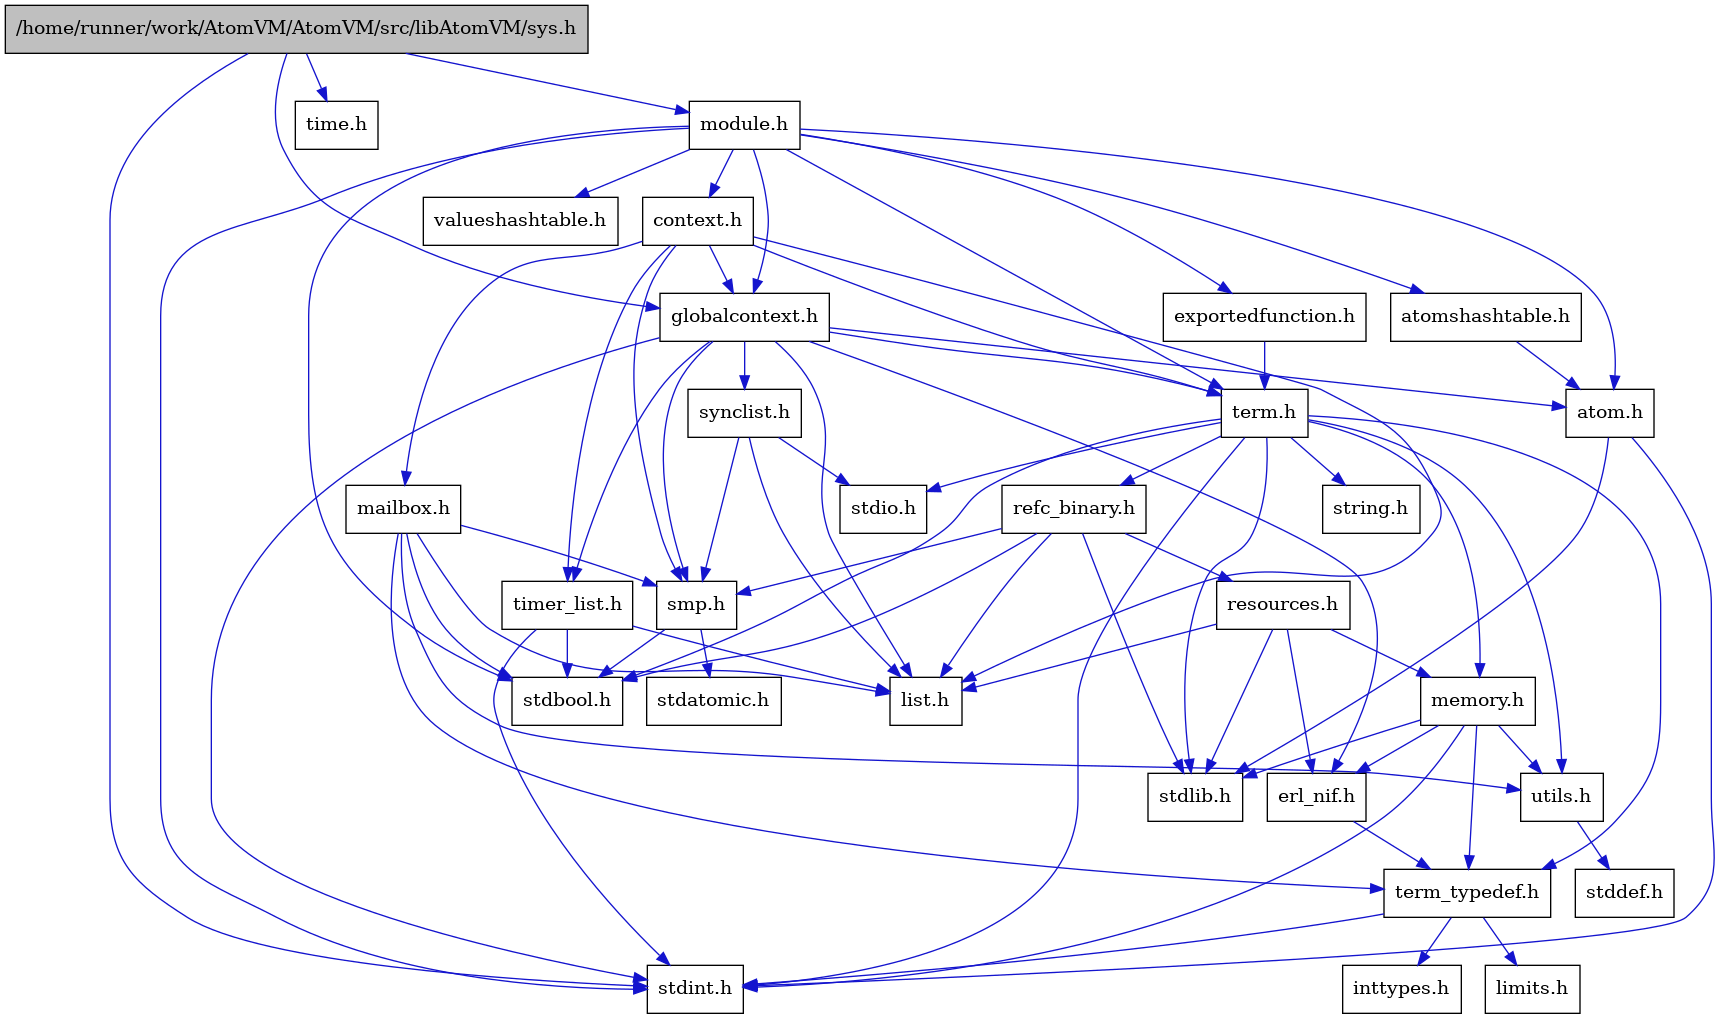 /home/runner/work/AtomVM/AtomVM/src/libAtomVM/sys.h
time.h
module.h
valueshashtable.h
context.h
globalcontext.h
exportedfunction.h
atomshashtable.h
synclist.h
term.h
atom.h
mailbox.h
stdio.h
refc_binary.h
string.h
timer_list.h
smp.h
resources.h
stdbool.h
stdatomic.h
list.h
memory.h
stdlib.h
erl_nif.h
utils.h
term_typedef.h
stddef.h
stdint.h
inttypes.h
limits.h